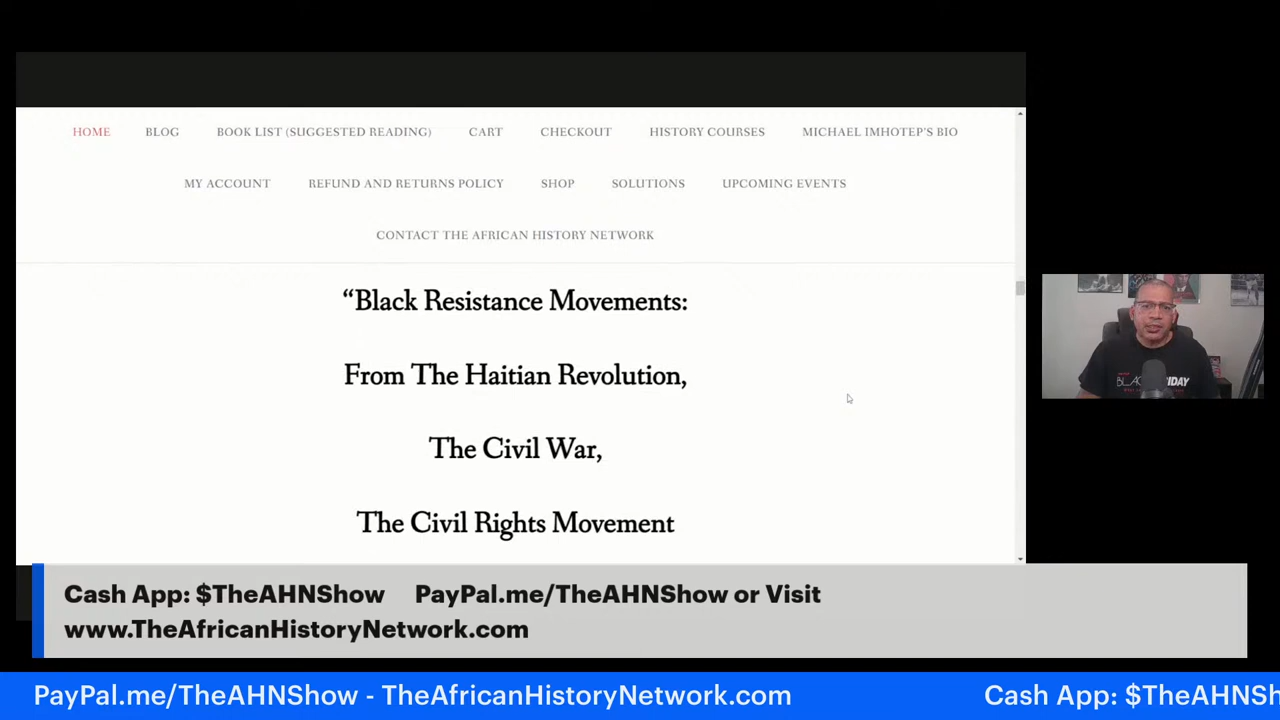 HOME BLOG BOOK LIST (SUGGESTED READING) CART CHECKOUT HISTORY COURSES MICHAEL IMHOTEP'S BIO
MY ACCOUNT REFUND AND RETURNS POLICY SHOP SOLUTIONS UPCOMING EVENTS
CONTACT THE AFRICAN HISTORY NETWORK
“Black Resistance Movements:
From The Haitian Revolution,
The Civil War,
The Civil Rights Movement
Cash App: $TheAHNShow PayPal.me/TheAHNShow or Visit
www.TheAfricanHistoryNetwork.com
PayPal.me/TheAHNShow - TheAfricanHistoryNetwork.com Cash App: $TheAHNSh